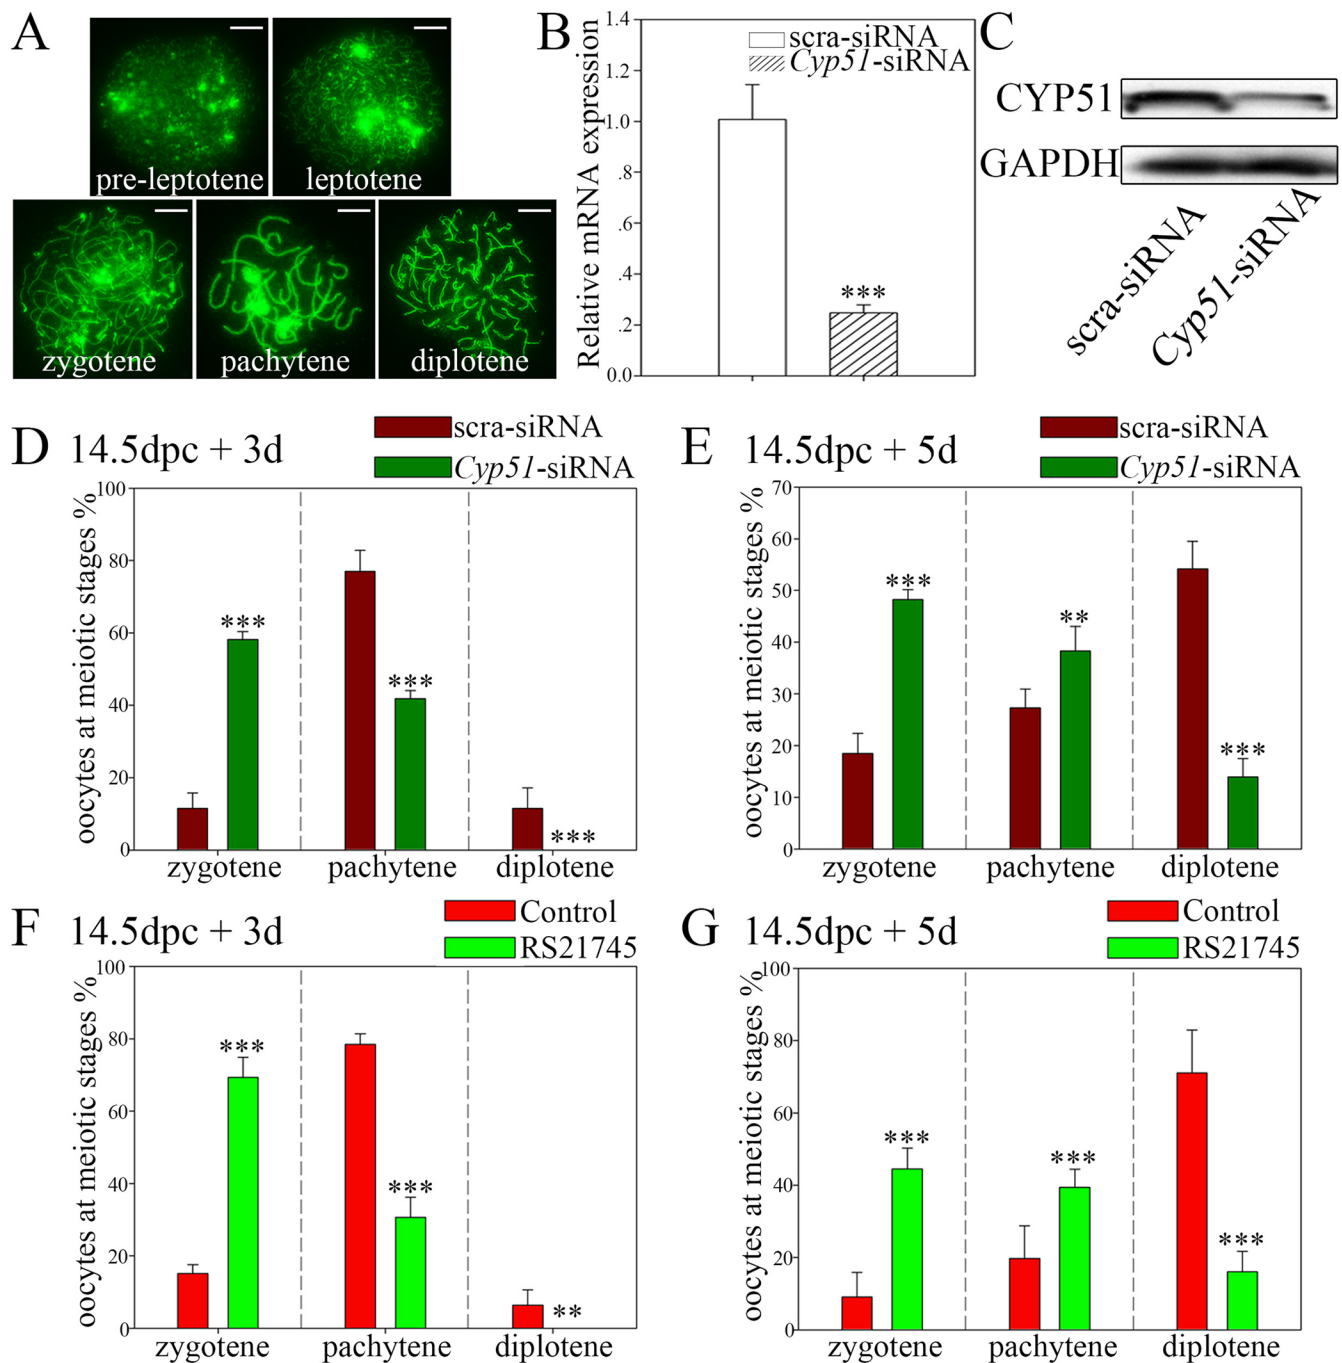 A
pre-leptotene
leptotene
zygotene
pachytene
diplotene
B
Relative mRNA expression
1.4
1.2
1.0
.8
.6
.4
.2
0.0
scra-siRNA
Cyp51-siRNA
***
C
CYP51
GAPDH
scra-siRNA
Cyp51-siRNA
D
14.5dpc + 3d
scra-siRNA
Cyp51-siRNA
oocytes at meiotic stages %
100
80
60
40
20
0
***
***
***
zygotene
pachytene
diplotene
E
14.5dpc + 5d
scra-siRNA
Cyp51-siRNA
oocytes at meiotic stages %
70
60
50
40
30
20
10
0
***
**
***
zygotene
pachytene
diplotene
F
14.5dpc + 3d
Control
RS21745
oocytes at meiotic stages %
100
80
60
40
20
0
***
***
**
zygotene
pachytene
diplotene
G
14.5dpc + 5d
Control
RS21745
oocytes at meiotic stages %
100
80
60
40
20
0
***
***
***
zygotene
pachytene
diplotene